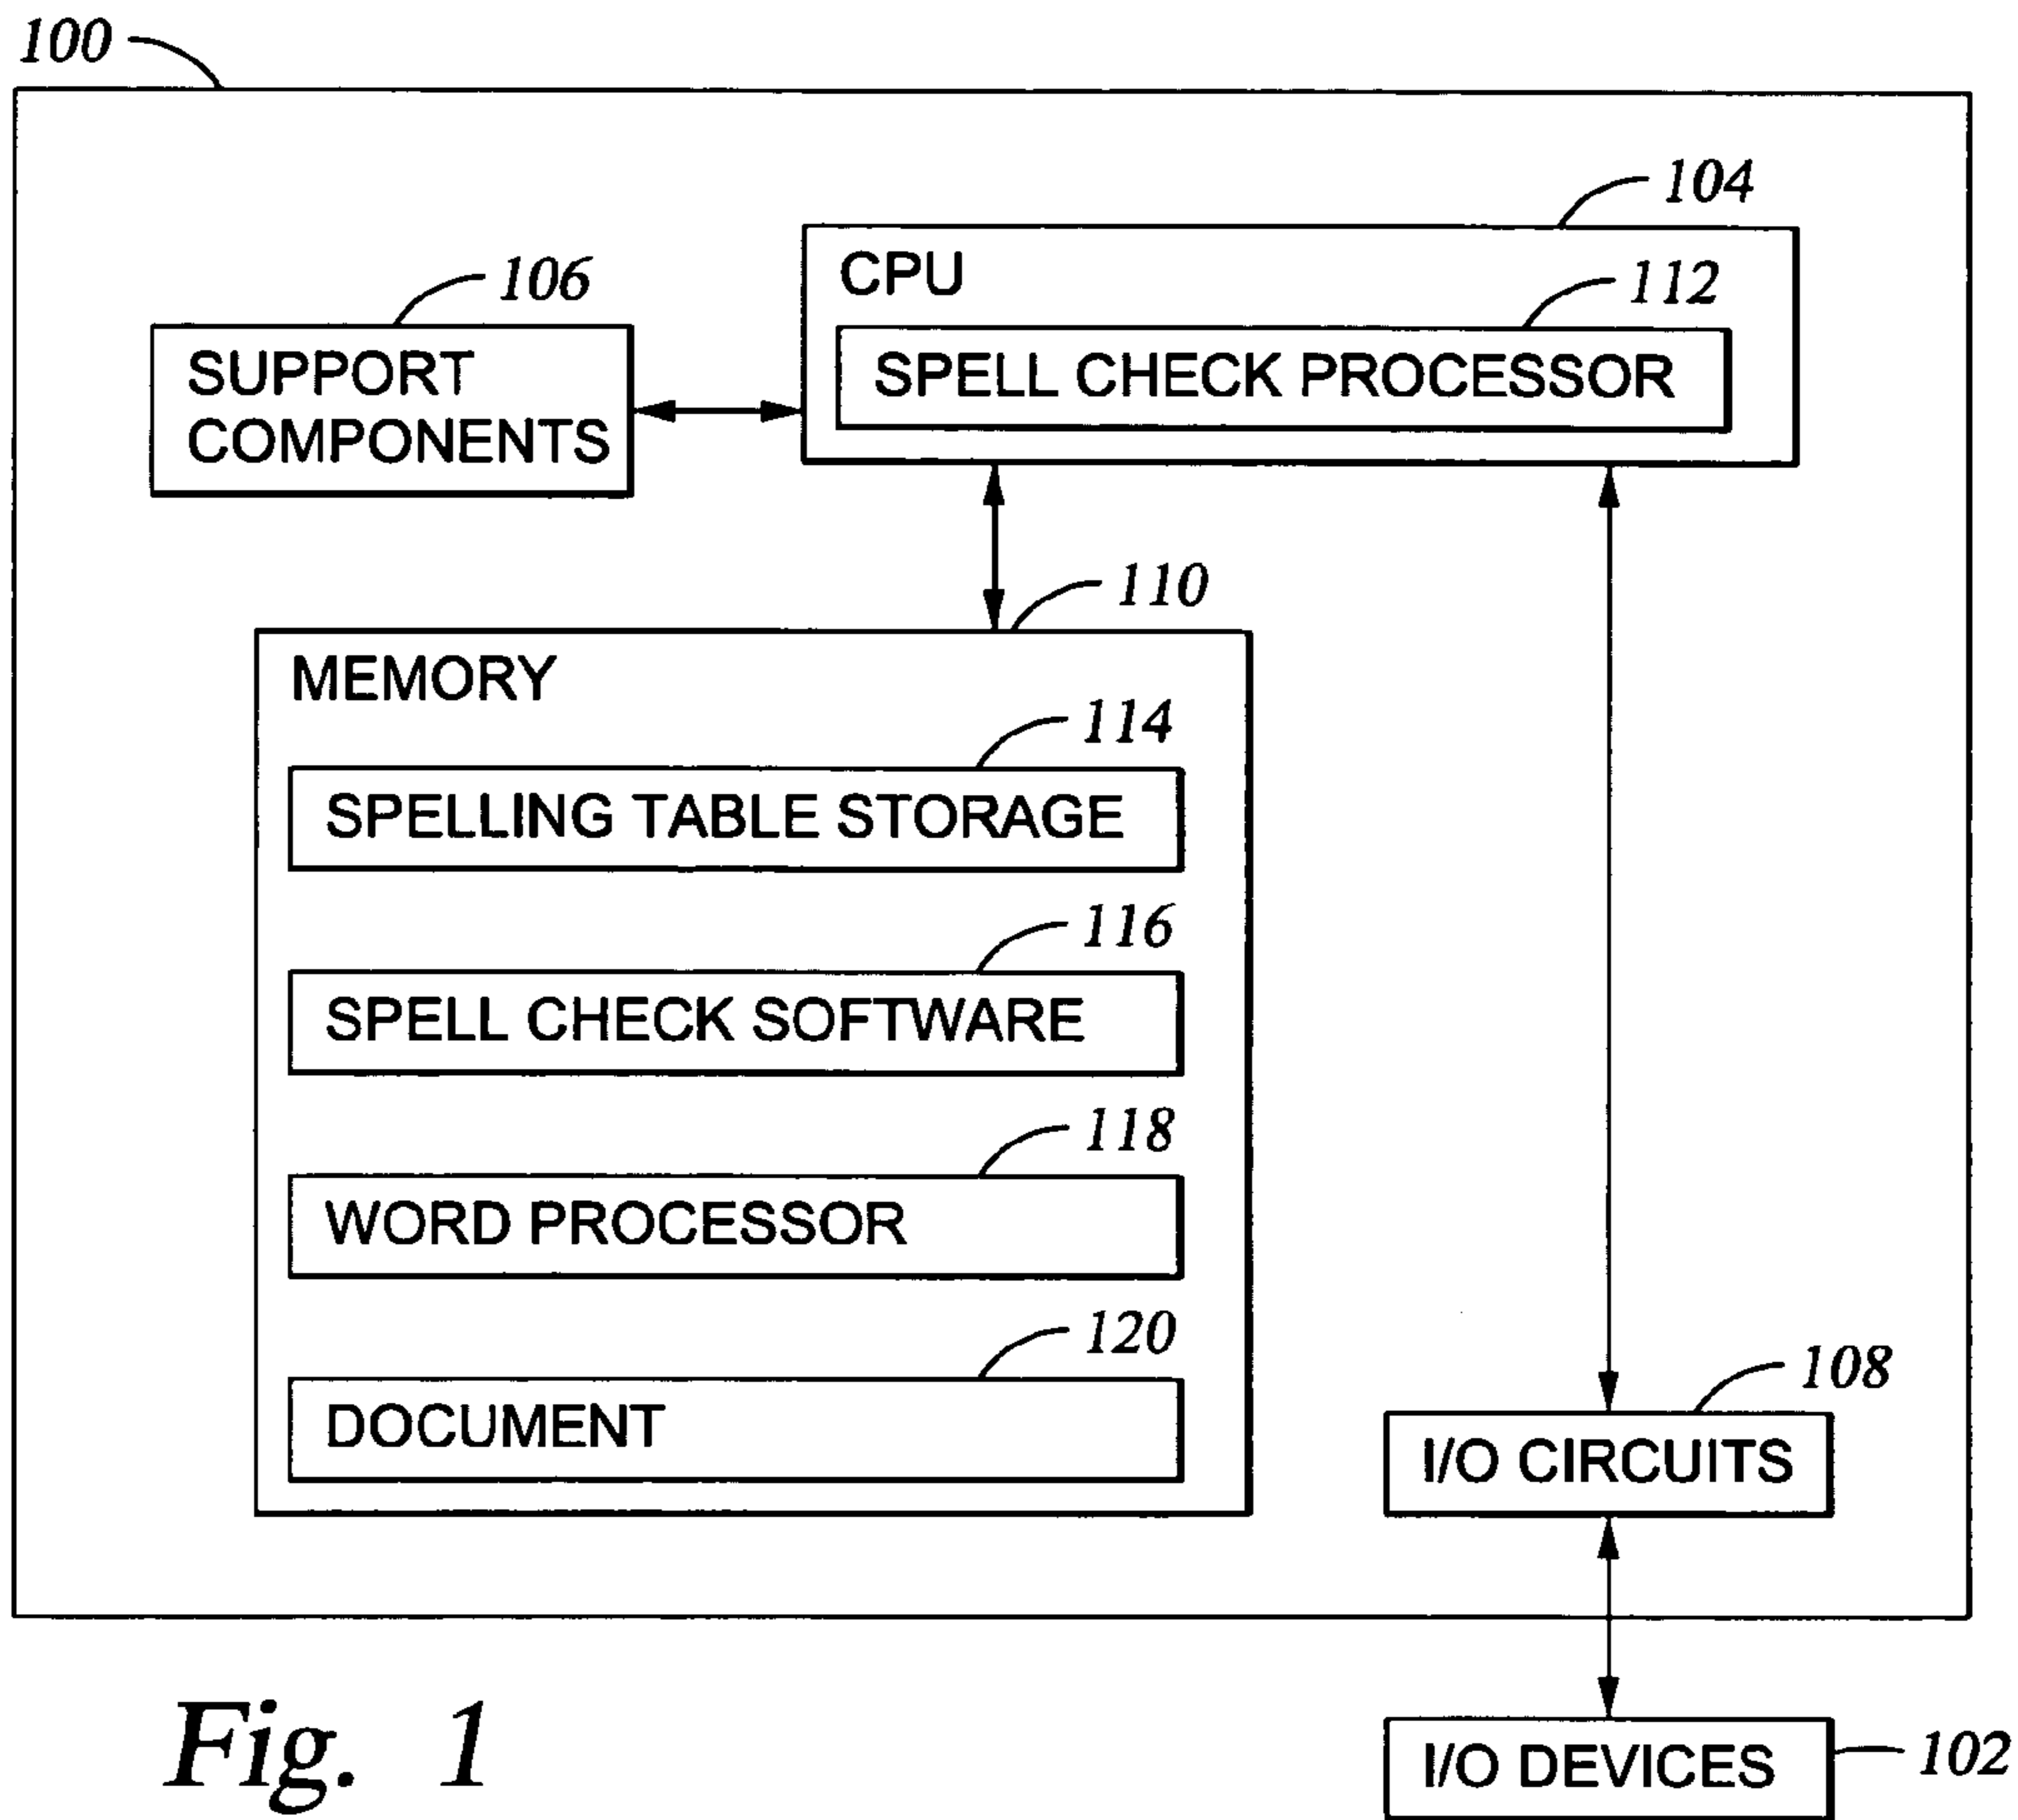 100
104
CPU
112
SPELL CHECK PROCESSOR
106
SUPPORT
COMPONENTS
110
MEMORY
114
SPELLING TABLE STORAGE
116
SPELL CHECK SOFTWARE
118
WORD PROCESSOR
120
DOCUMENT
108
I/O CIRCUITS
I/O DEVICES
102
Fig. 1